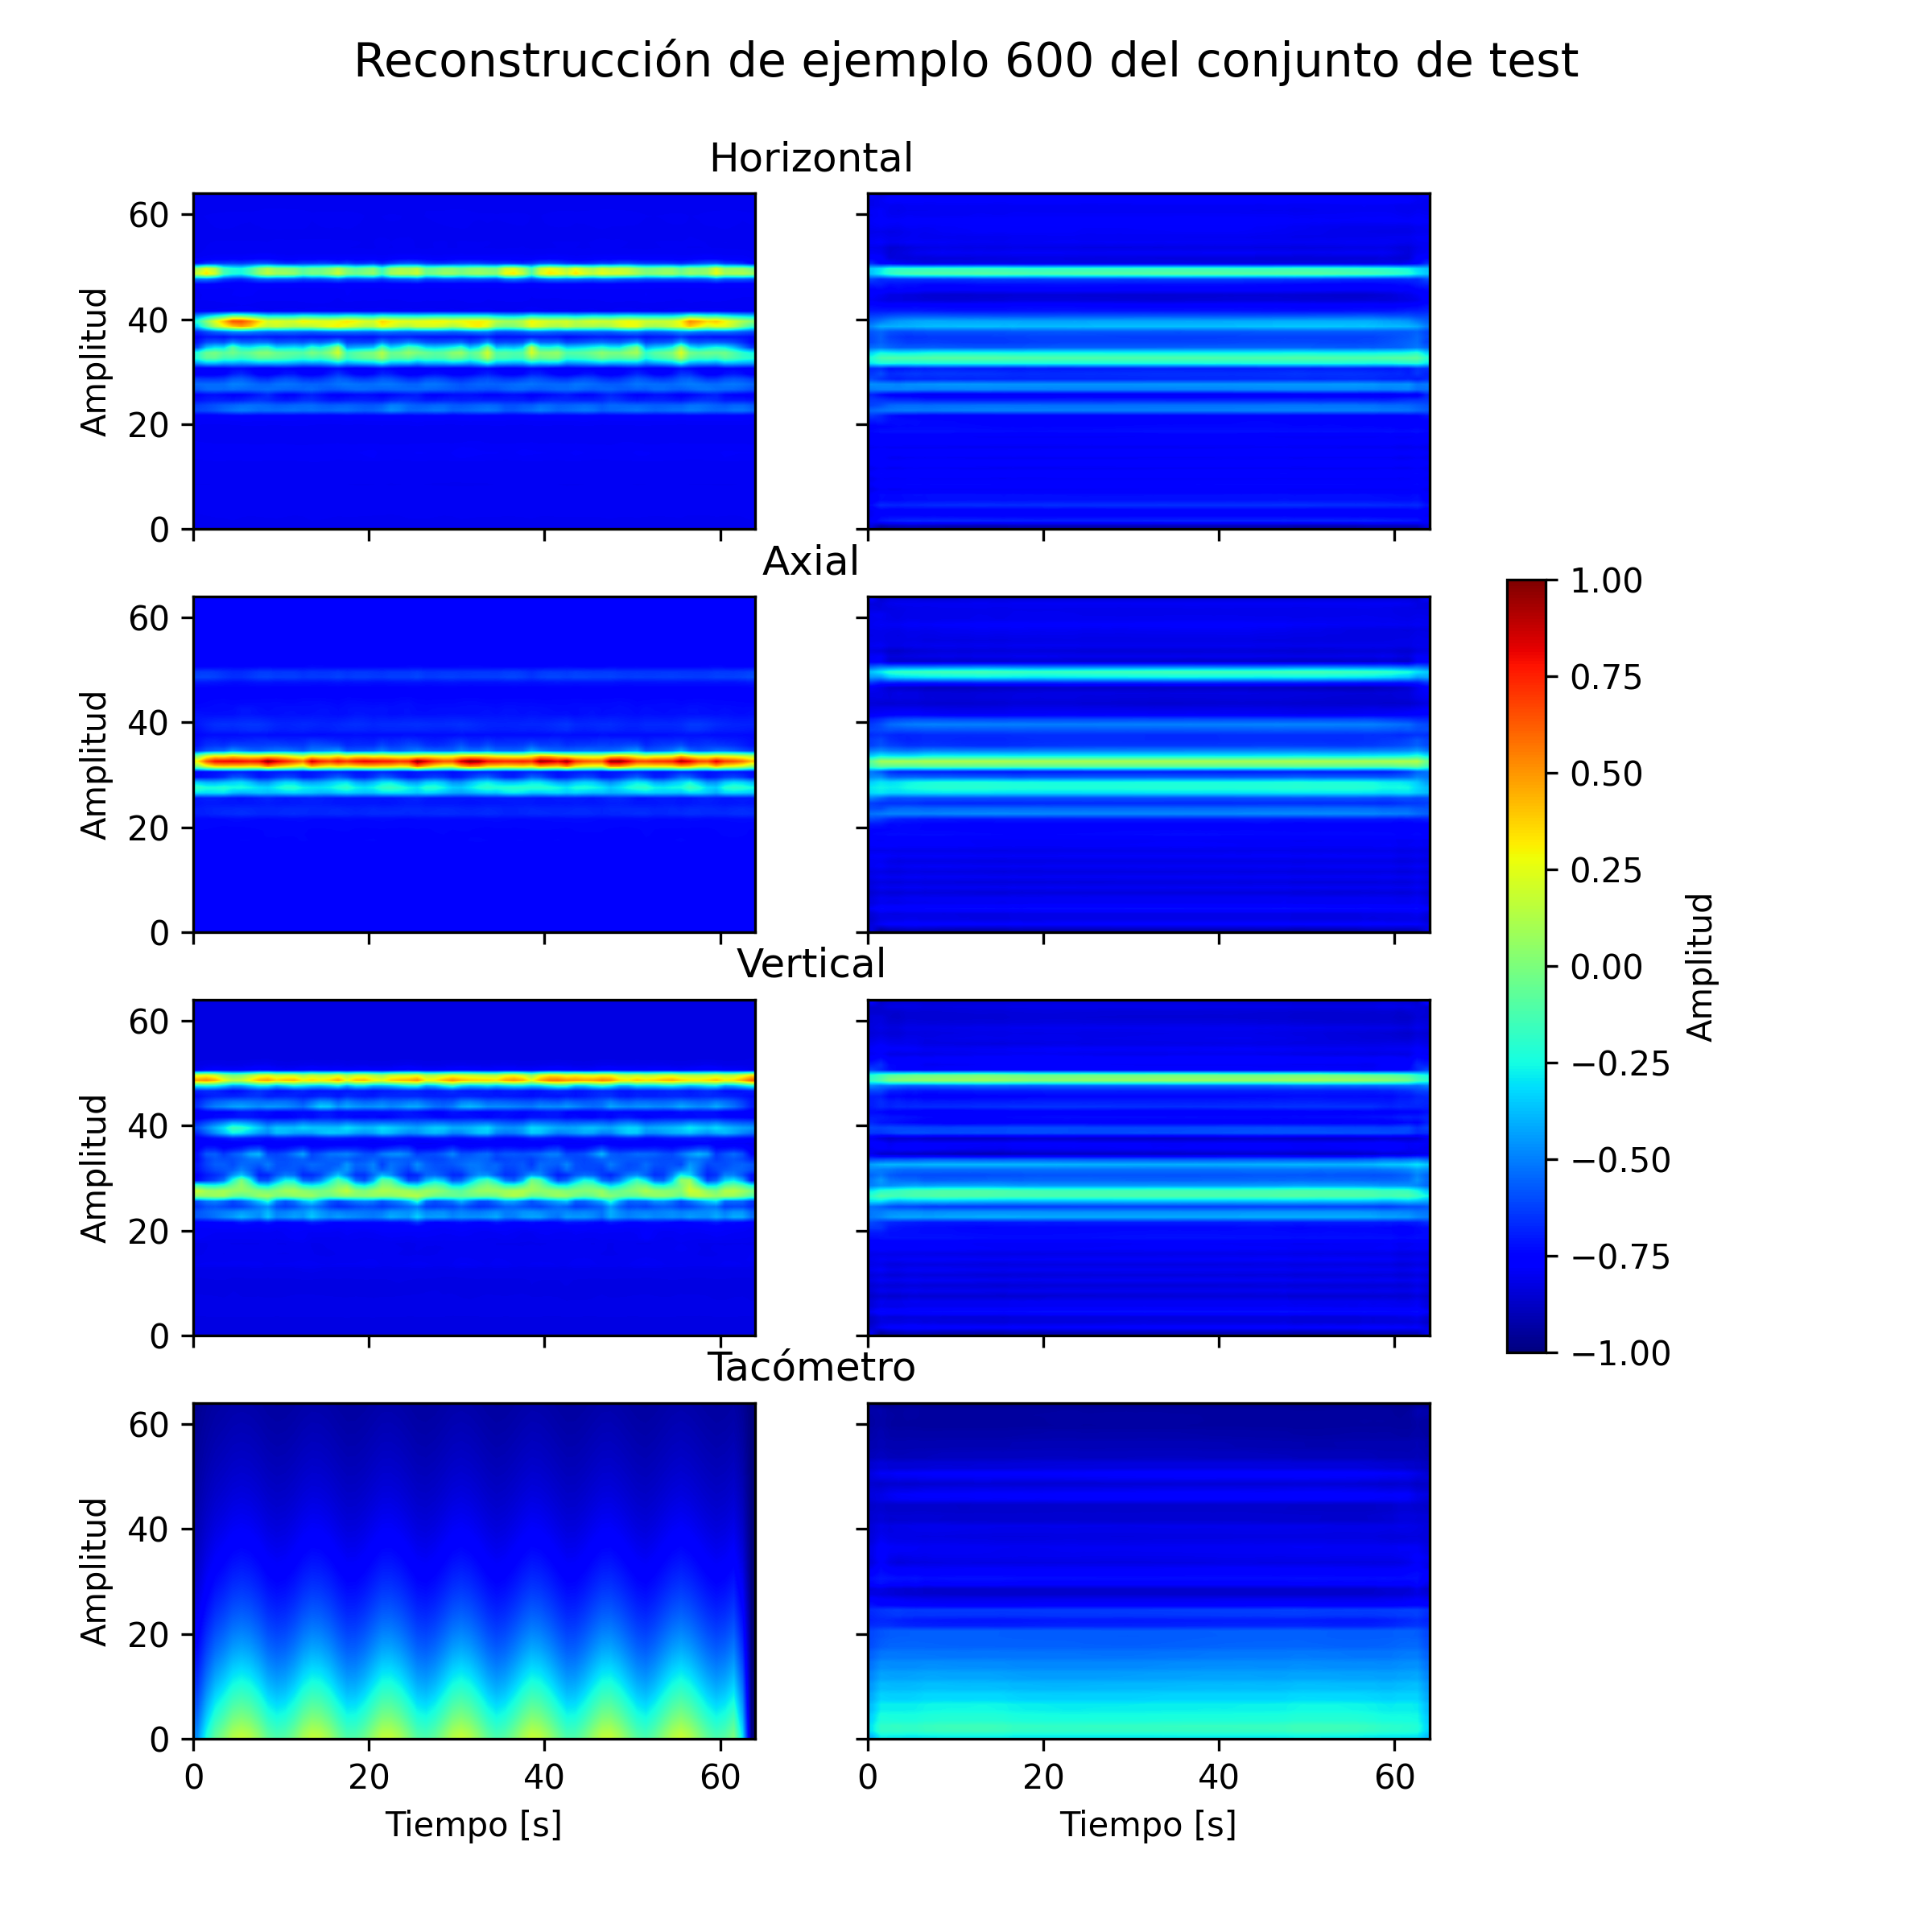 Reconstrucción de ejemplo 600 del conjunto de test
Horizontal
60
40
20
0
Amplitud
Axial
60
40
20
0
Amplitud
Vertical
60
40
20
0
Amplitud
Tacómetro
60
40
20
0
Amplitud
0 20 40 60
Tiempo [s]
0 20 40 60
Tiempo [s]
1.00
0.75
0.50
0.25
0.00
−0.25
−0.50
−0.75
−1.00
Amplitud